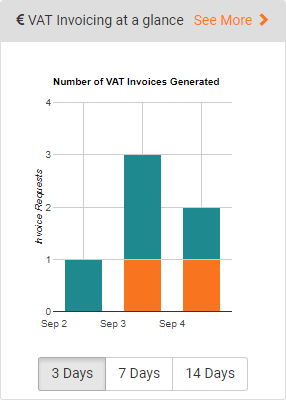 € VAT Invoicing at a glance See More
Number of VAT Invoices Generated
4
3
2
1
0
Invoice Requests
Sep 2 Sep 3 Sep 4
3 Days 7 Days 14 Days